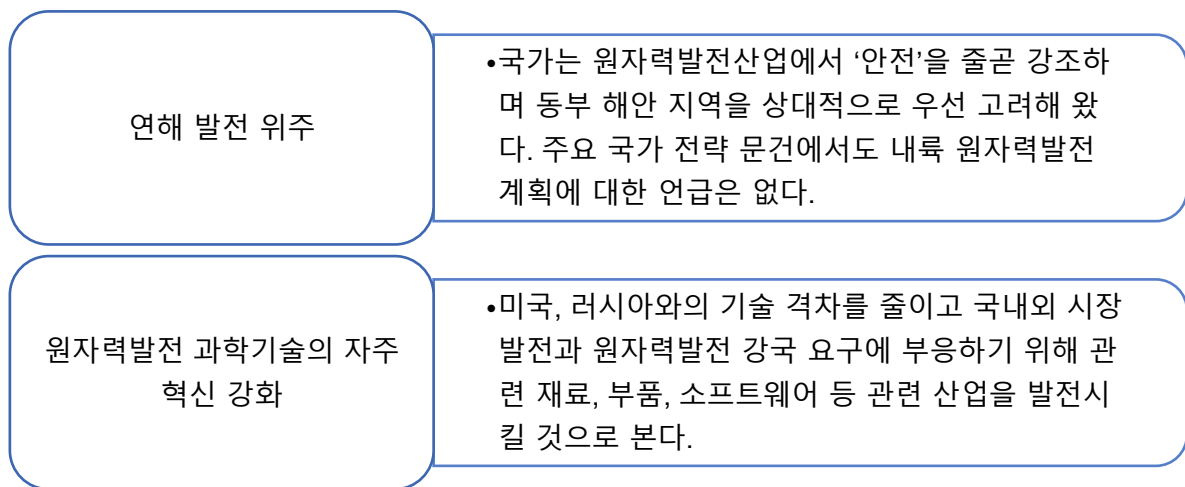 연해 발전 위주
•국가는 원자력발전산업에서 ‘안전’을 줄곧 강조하
며 동부 해안 지역을 상대적으로 우선 고려해 왔
다. 주요 국가 전략 문건에서도 내륙 원자력발전
계획에 대한 언급은 없다.
원자력발전 과학기술의 자주
혁신 강화
•미국, 러시아와의 기술 격차를 줄이고 국내외 시장
발전과 원자력발전 강국 요구에 부응하기 위해 관
련 재료, 부품, 소프트웨어 등 관련 산업을 발전시
킬 것으로 본다.